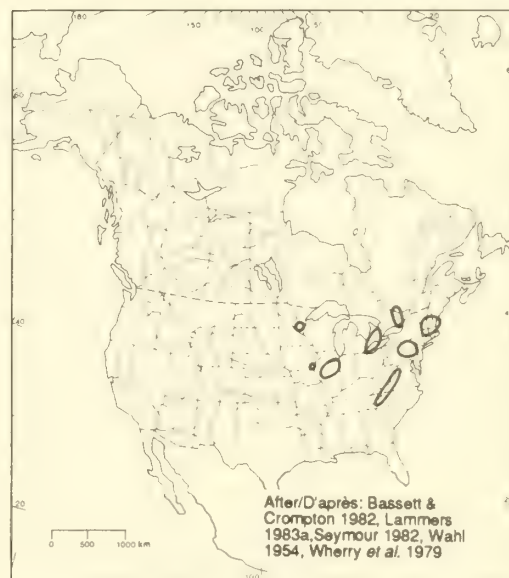 After/D'après: Bassett &
Crompton 1982, Lammers
1983a,Seymour 1982, Wahl
1954, Wherry et al. 1979
0 500 1000 km